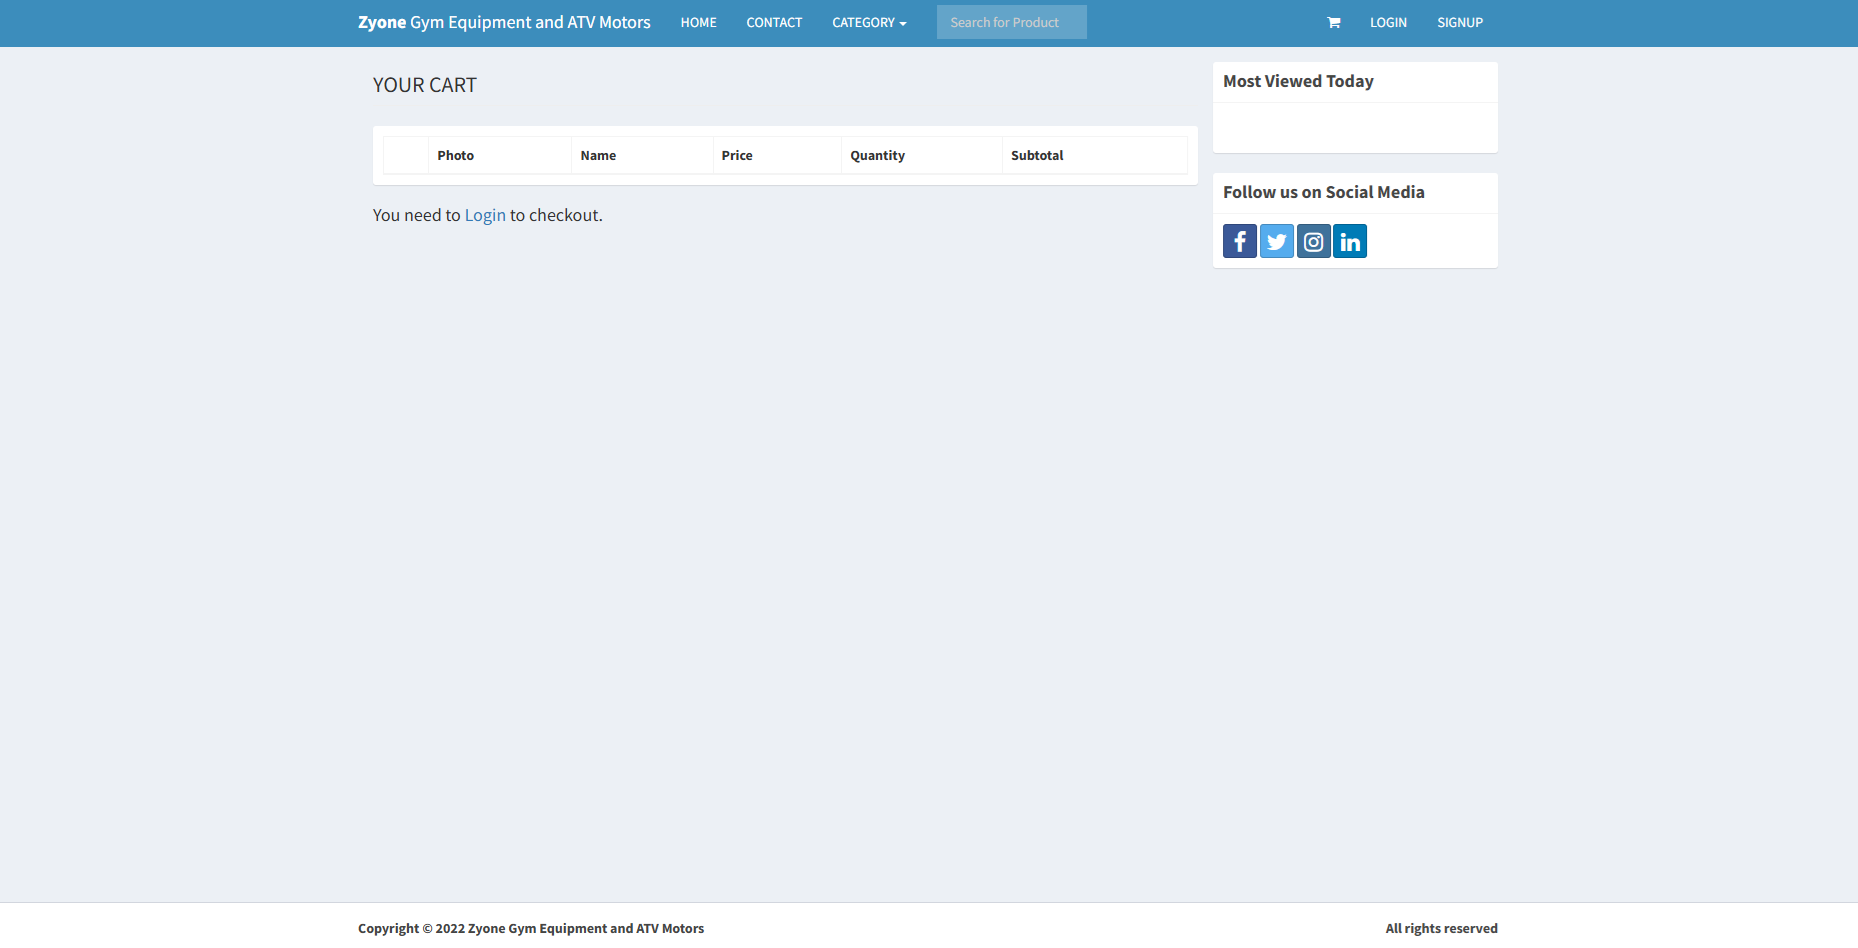 Zyone Gym Equipment and ATV Motors HOME CONTACT CATEGORY Search for Product LOGIN SIGNUP
YOUR CART
Photo Name Price Quantity Subtotal
You need to Login to checkout.
Most Viewed Today
Follow us on Social Media
Copyright © 2022 Zyone Gym Equipment and ATV Motors All rights reserved